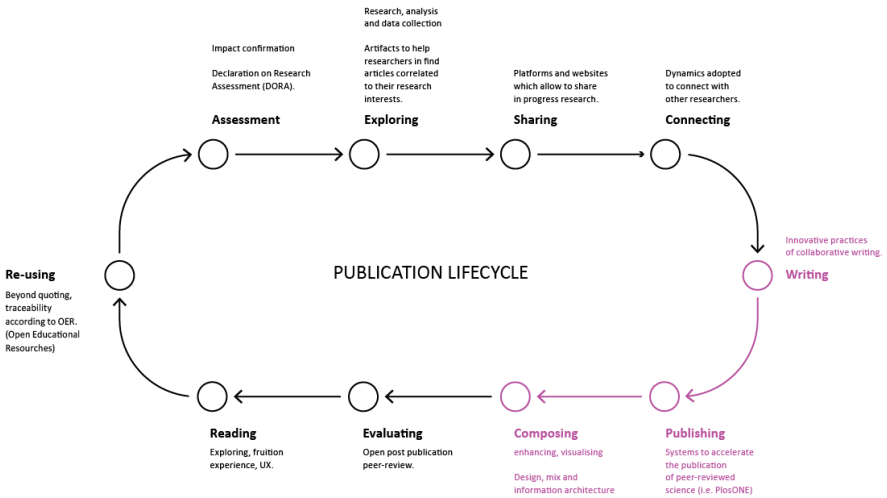 Impact confirmation
Declaration on Research
Assessment (DORA).
Assessment
Research, analysis
and data collection
Artifacts to help
researchers in find
articles correlated
to their research
interests.
Exploring
Platforms and websites
which allow to share
in progress research.
Sharing
Dynamics adopted
to connect with
other researchers.
Connecting
Innovative practices
of collaborative writing.
Writing
PUBLICATION LIFECYCLE
Re-using
Beyond quoting,
traceability
according to OER.
(Open Educational
Resourches)
Reading
Exploring, fruition
experience, UX.
Evaluating
Open post publication
peer-review.
Composing
enhancing, visualising
Design, mix and
information architecture
Publishing
Systems to accelerate
the publication
of peer-reviewed
science (i.e. PlosONE)